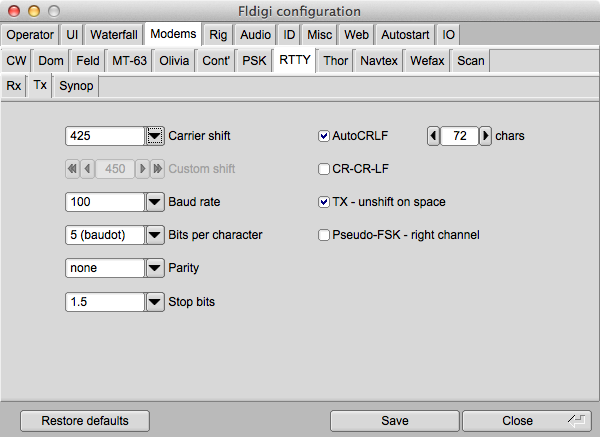 Fldigi configuration
Operator UI Waterfall Modems Rig Audio ID Misc Web Autostart IO
CW Dom Feld MT-63 Olivia Cont' PSK RTTY Thor Navtex Wefax Scan
Rx Tx Synop
425 Carrier shift AutoCRLF 72 chars
450 Custom shift CR-CR-LF
100 Baud rate TX - unshift on space
5 (baudot) Bits per character Pseudo-FSK - right channel
none Parity
1.5 Stop bits
Restore defaults Save Close